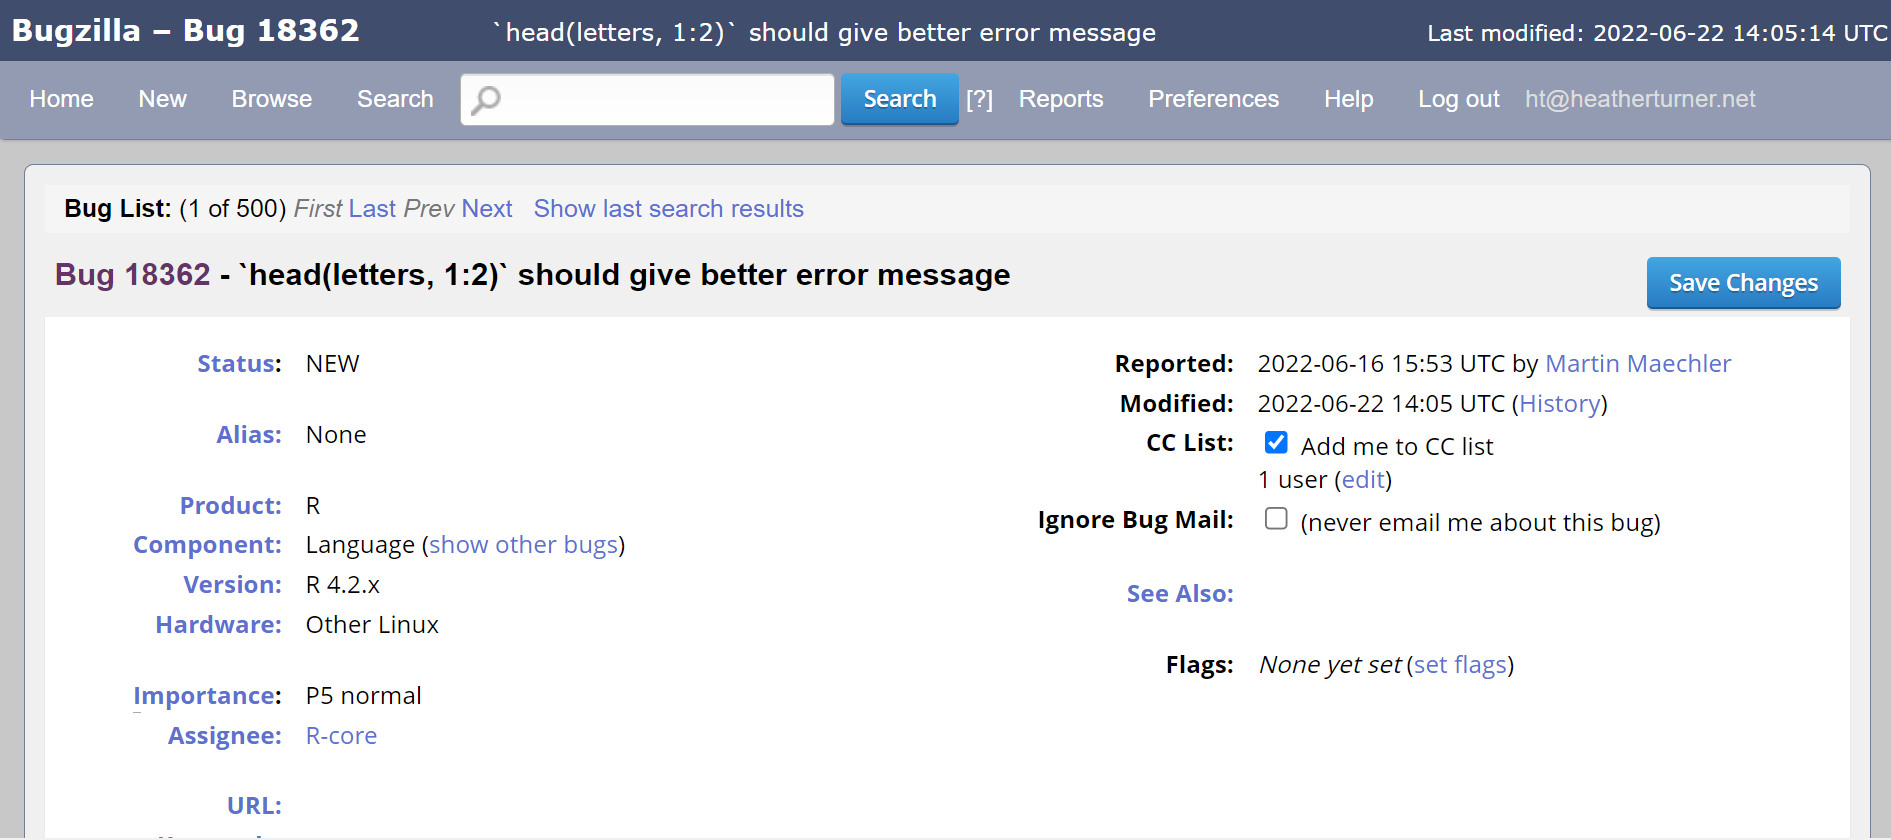 Bugzilla – Bug 18362 `head(letters, 1:2)` should give better error message Last modified: 2022-06-22 14:05:14 UTC
Home New Browse Search Search [?] Reports Preferences Help Log out ht@heatherturner.net
Bug List: (1 of 500) First Last Prev Next Show last search results
Bug 18362 - `head(letters, 1:2)` should give better error message
Save Changes
Status: NEW
Alias: None
Product: R
Component: Language (show other bugs)
Version: R 4.2.x
Hardware: Other Linux
Importance: P5 normal
Assignee: R-core
URL:
Reported: 2022-06-16 15:53 UTC by Martin Maechler
Modified: 2022-06-22 14:05 UTC (History)
CC List: Add me to CC list
1 user (edit)
Ignore Bug Mail: (never email me about this bug)
See Also:
Flags: None yet set (set flags)